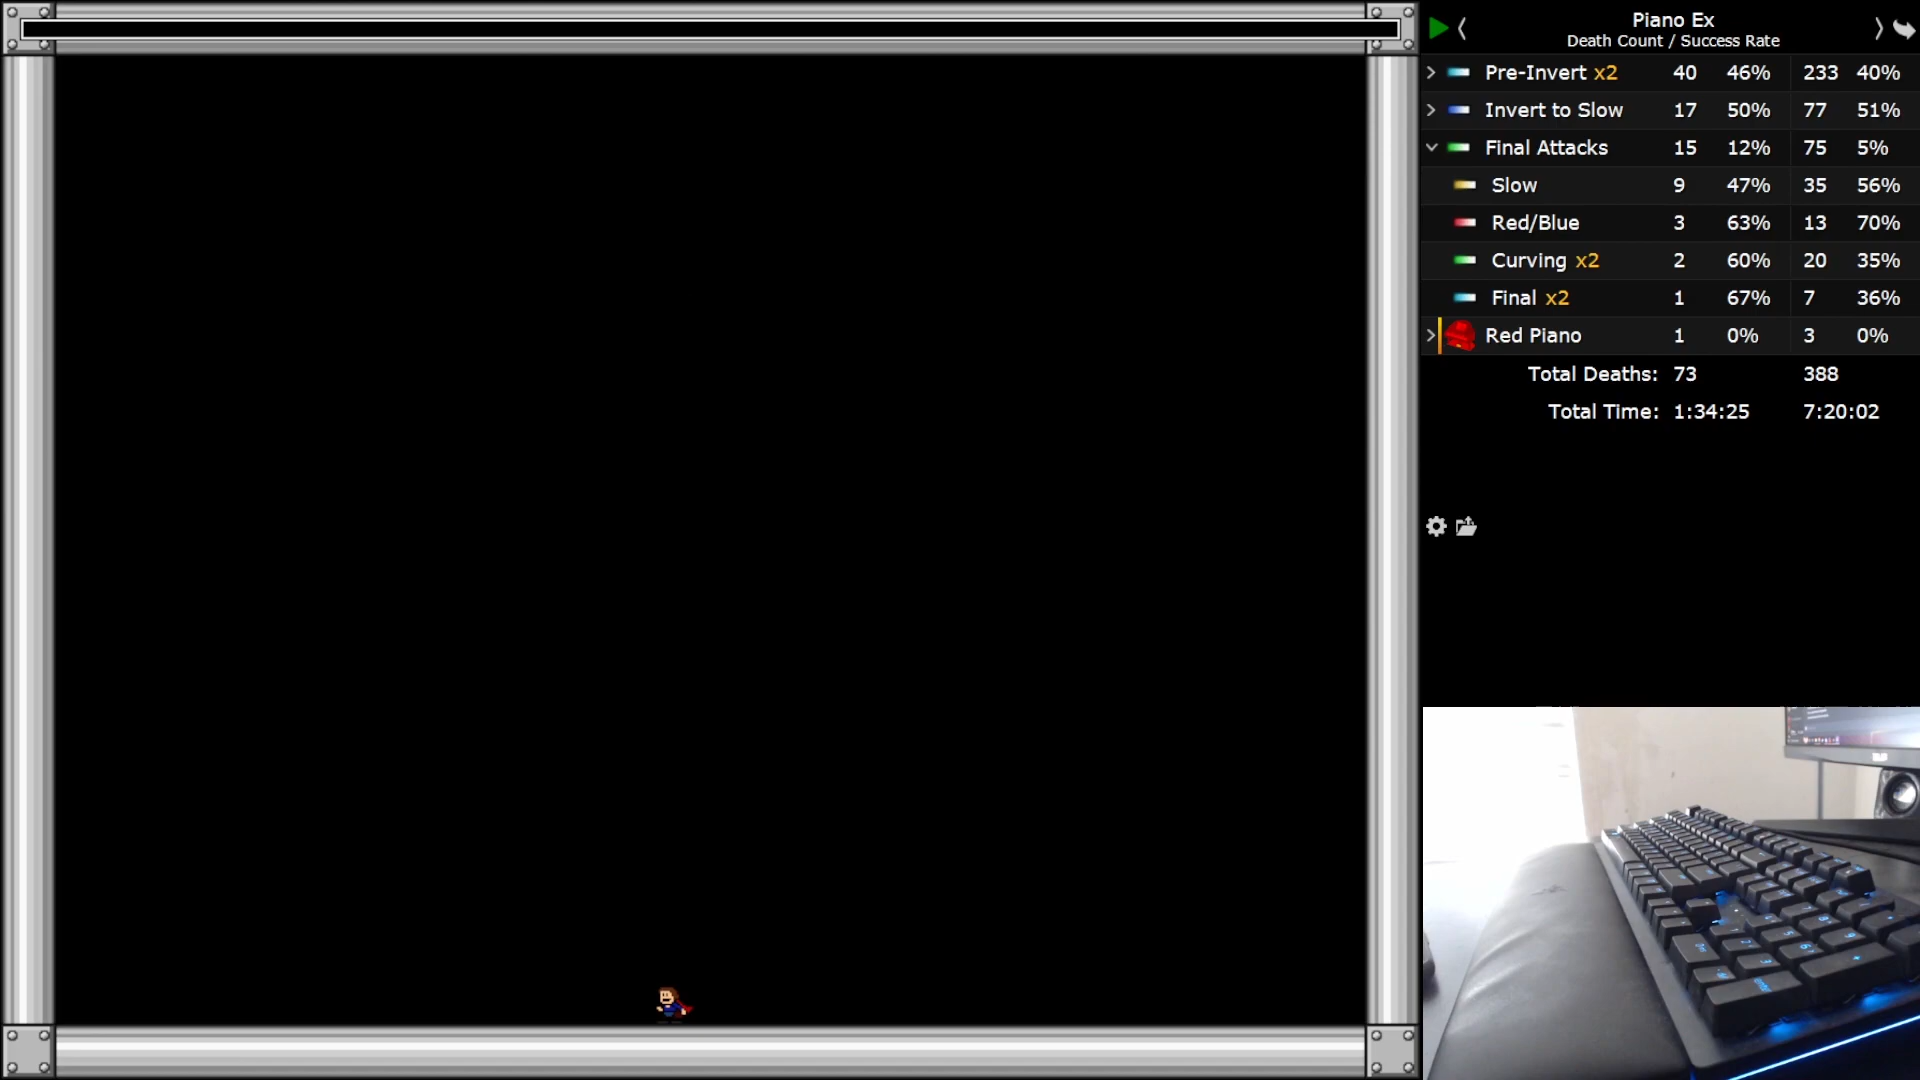 Piano Ex
Death Count / Success Rate
Pre-Invert x2 40 46% 233 40%
Invert to Slow 17 50% 77 51%
Final Attacks 15 12% 75 5%
Slow 9 47% 35 56%
Red/Blue 3 63% 13 70%
Curving x2 2 60% 20 35%
Final x2 1 67% 7 36%
Red Piano 1 0% 3 0%
Total Deaths: 73 388
Total Time: 1:34:25 7:20:02